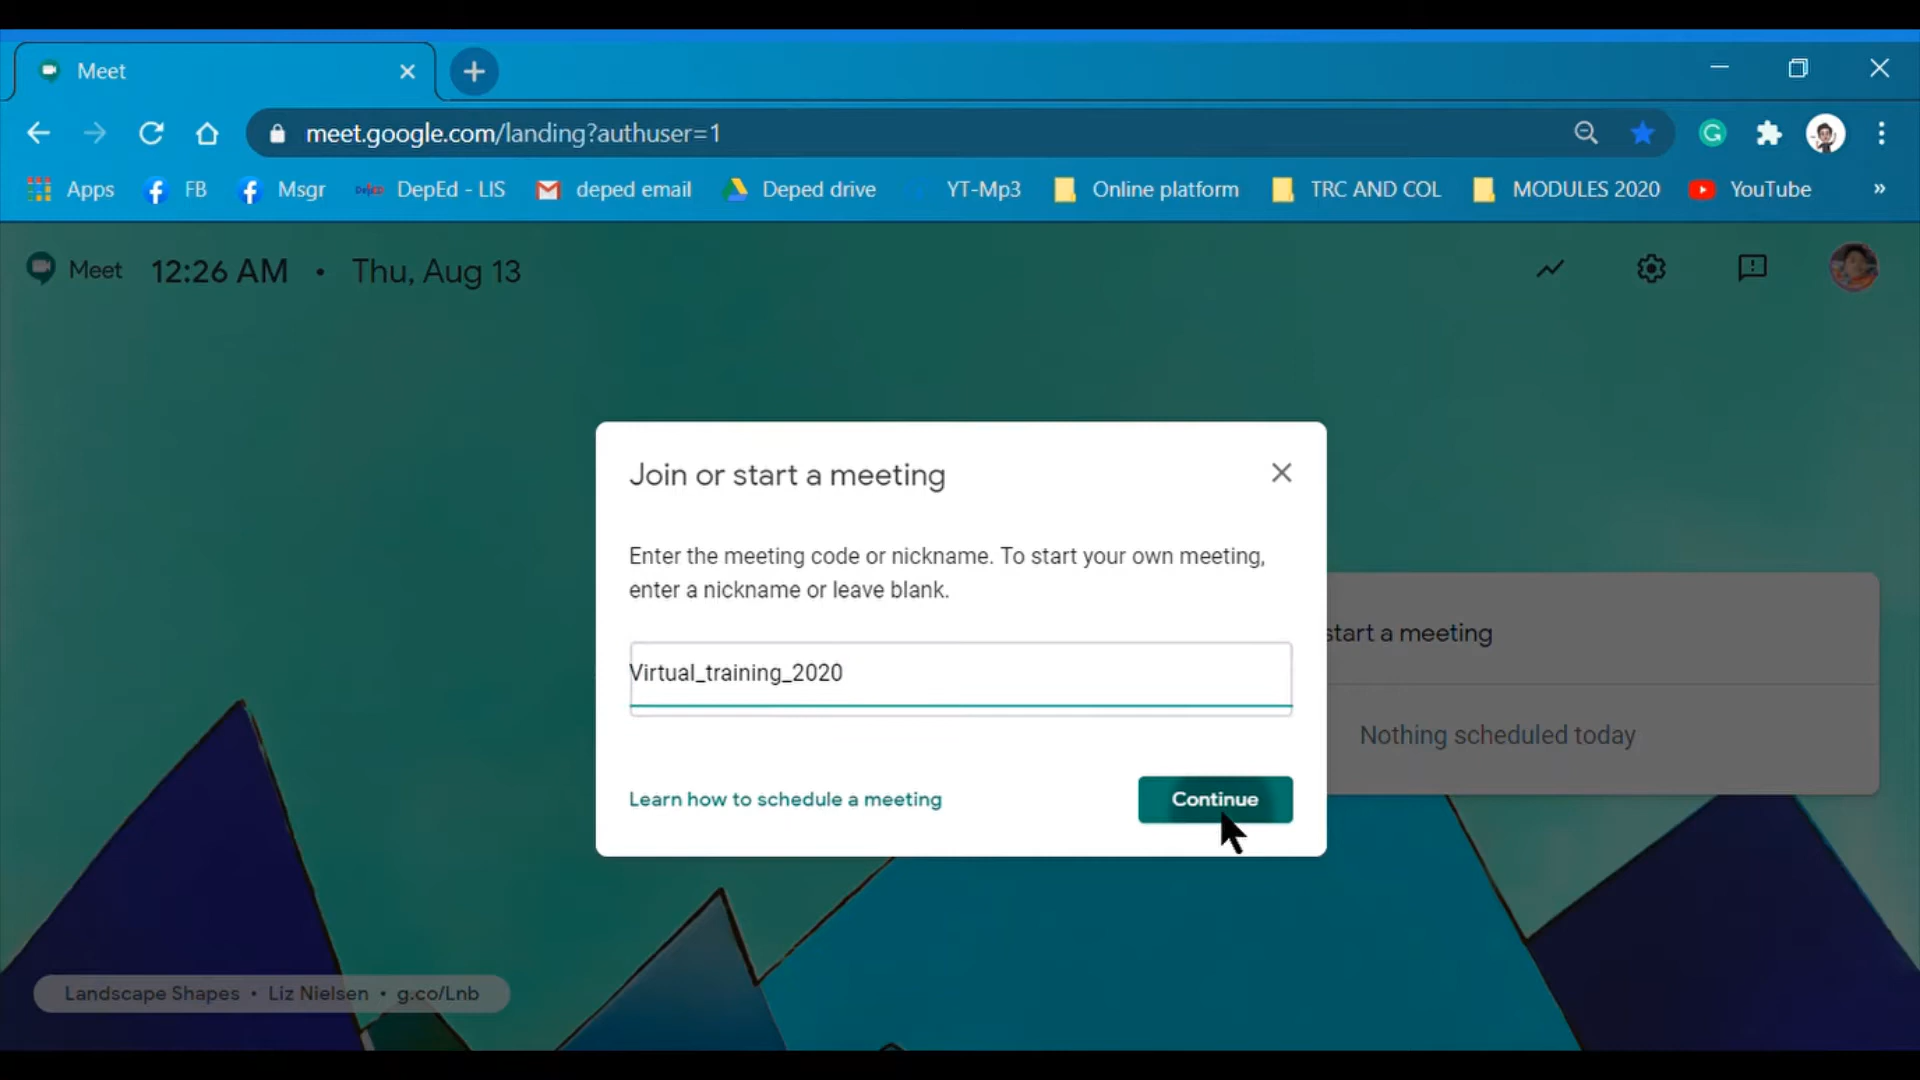 Meet
meet.google.com/landing?authuser=1
Apps FB Msgr DepEd - LIS deped email Deped drive YT-Mp3 Online platform TRC AND COL MODULES 2020 YouTube »
Meet 12:26 AM • Thu, Aug 13
Join or start a meeting
Enter the meeting code or nickname. To start your own meeting,
enter a nickname or leave blank.
start a meeting
Virtual_training_2020
Nothing scheduled today
Learn how to schedule a meeting
Continue
Landscape Shapes • Liz Nielsen • g.co/Lnb